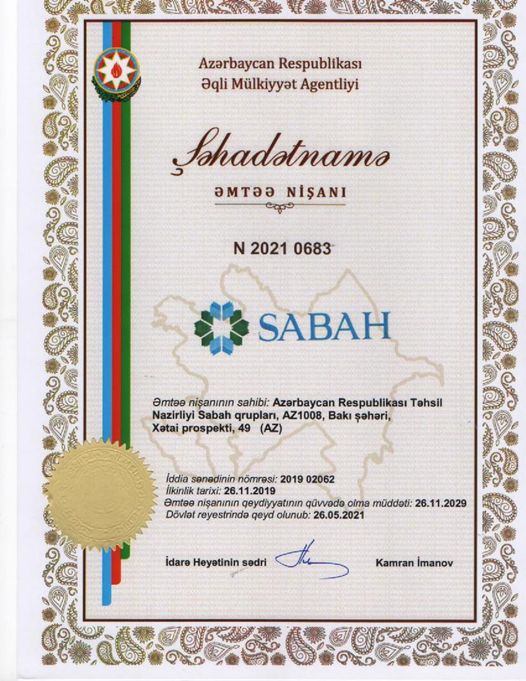 Azərbaycan Respublikası
Əqli Mülkiyyət Agentliyi
Şəhadətnamə
ƏMTƏƏ NİŞANI
N 2021 0683
SABAH
Əmtəə nişanının sahibi: Azərbaycan Respublikası Təhsil
Nazirliyi Sabah qrupları, AZ1008, Bakı şəhəri,
Xətai prospekti, 49 (AZ)
İddia sənədinin nömrəsi: 2019 02062
İlkinlik tarixi: 26.11.2019
Əmtəə nişanının qeydiyyatının qüvvədə olma müddəti: 26.11.2029
Dövlət reyestrində qeyd olunub: 26.05.2021
İdarə Heyətinin sədri
Kamran İmanov